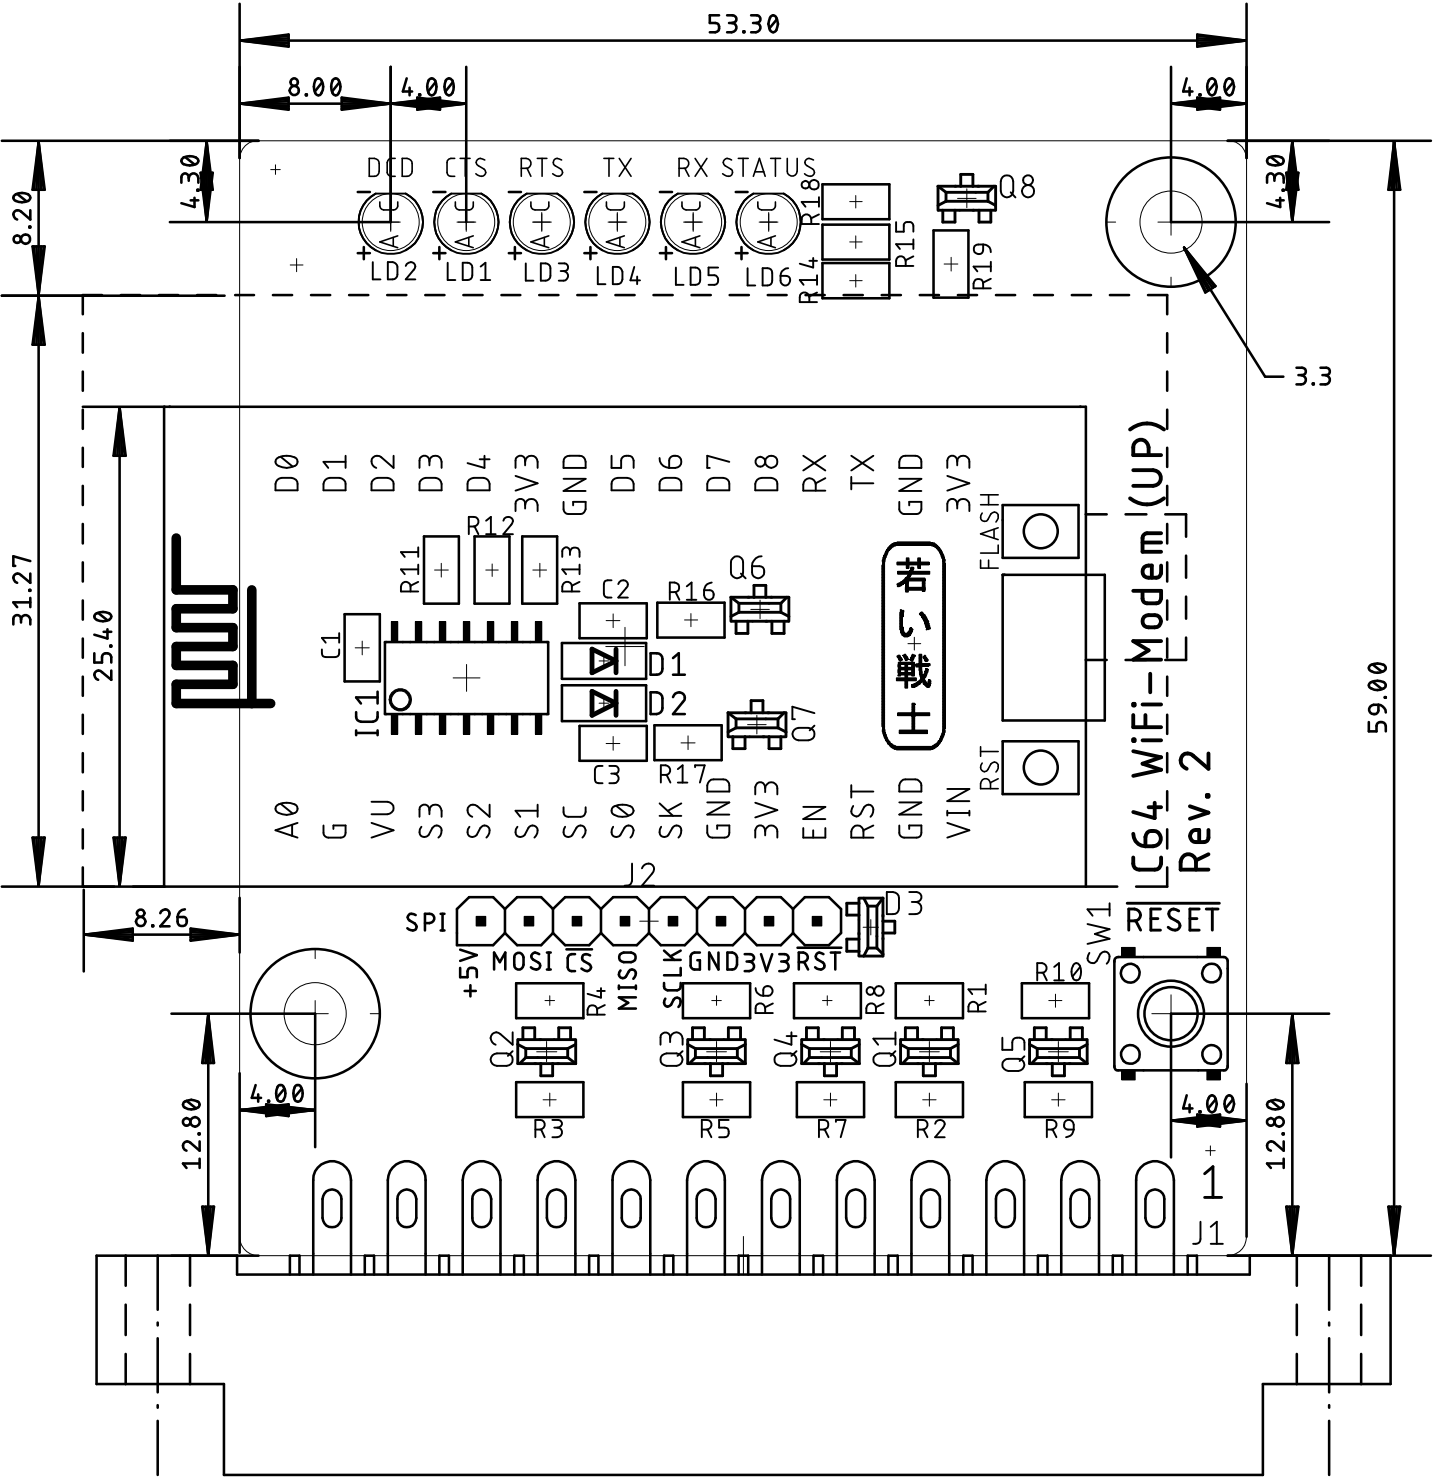 53.30
8.00
4.00
4.00
8.20
4.30
4.30
DCD CTS RTS TX RX STATUS
- - - - - -
A C A C A+C A+C A+C A+C
+ + + + + +
LD2 LD1 LD3 LD4 LD5 LD6
R18
R15
R14
Q8
R19
3.3
31.27
25.40
59.00
D0 D1 D2 D3 D4 3V3 GND D5 D6 D7 D8 RX TX GND 3V3
FLASH
R12
R11
R13
C2
R16
Q6
C1
IC1
D1
D2
C3
R17
Q7
若い戦士
RST
C64 WiFi-Modem (UP)
Rev. 2
A0 G VU S3 S2 S1 SC S0 SK GND 3V3 EN RST GND VIN
J2
8.26
SPI
D3
SW1
RESET
+5V MOSI CS MISO SCLK GND 3V3 RST
R4
R6
R8
R1
R10
Q2
Q3
Q4
Q1
Q5
R3
R5
R7
R2
R9
12.80
4.00
4.00
12.80
1
J1